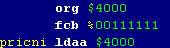 org $4000
fcb %00111111
pricni ldaa $4000